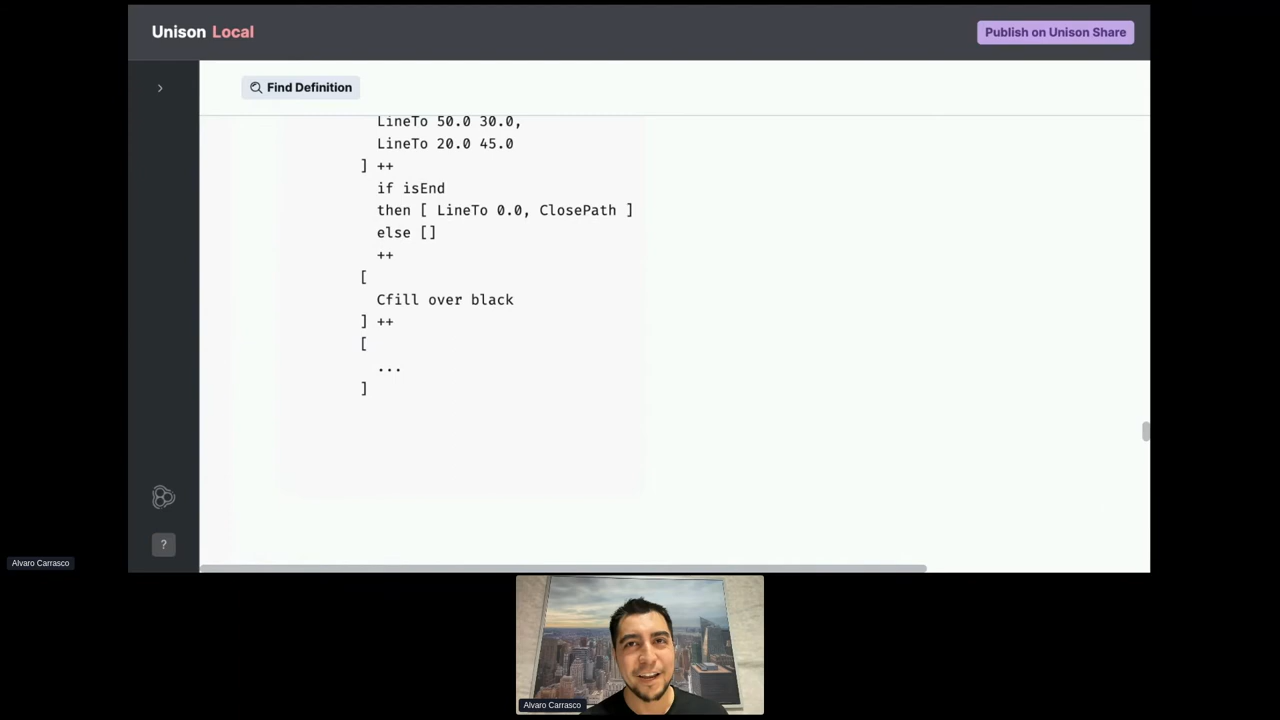 Unison Local
Publish on Unison Share
Find Definition
LineTo 50.0 30.0,
LineTo 20.0 45.0
] ++
if isEnd
then [ LineTo 0.0, ClosePath ]
else []
++
[
Cfill over black
] ++
[
...
]
?
Alvaro Carrasco
Alvaro Carrasco